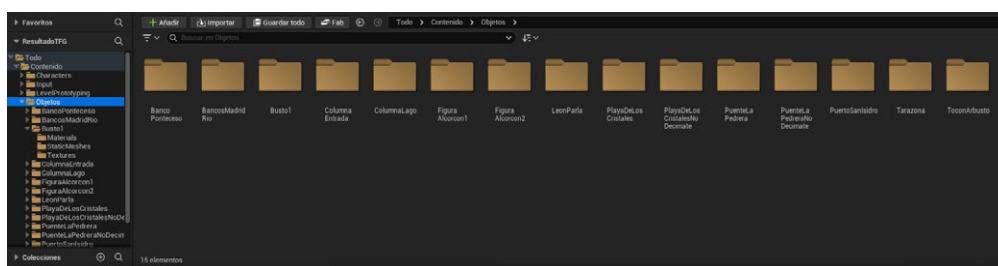 Favoritos
+ Añadir Importar Guardar todo Fab Todo > Contenido > Objetos >
ResultadoTFG
Buscar en Objetos
Todo
Contenido
Characters
Input
LevelPrototyping
Objetos
BancoPonteceso
BancosMadridRio
Busto1
Materials
StaticMeshes
Textures
ColumnaEntrada
ColumnaLago
FiguraAlcorcon1
FiguraAlcorcon2
LeonParla
PlayaDeLosCristales
PlayaDeLosCristalesNoDe
PuenteLaPedrera
PuenteLaPedreraNoDecim
PuertoSanIsidro
Colecciones
Banco
Ponteceso
BancosMadrid
Rio
Busto1
Columna
Entrada
ColumnaLago
Figura
Alcorcon1
Figura
Alcorcon2
LeonParla
PlayaDeLos
Cristales
PlayaDeLos
CristalesNo
Decimate
PuenteLa
Pedrera
PuenteLa
PedreraNo
Decimate
PuertoSanIsidro
Tarazona
ToconArbusto
15 elementos